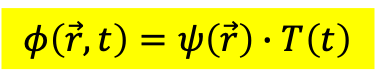 ϕ(r⃗, t) = ψ(r⃗) · T(t)